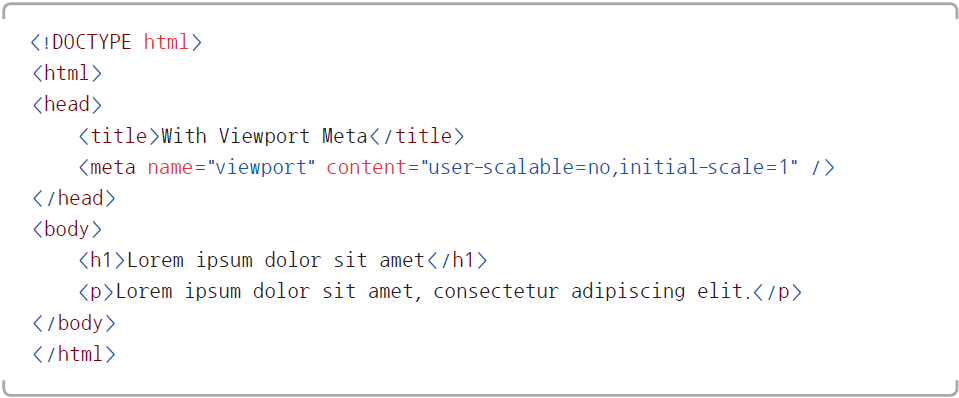 <!DOCTYPE html>
<html>
<head>
<title>With Viewport Meta</title>
<meta name="viewport" content="user-scalable=no,initial-scale=1" />
</head>
<body>
<h1>Lorem ipsum dolor sit amet</h1>
<p>Lorem ipsum dolor sit amet, consectetur adipiscing elit.</p>
</body>
</html>